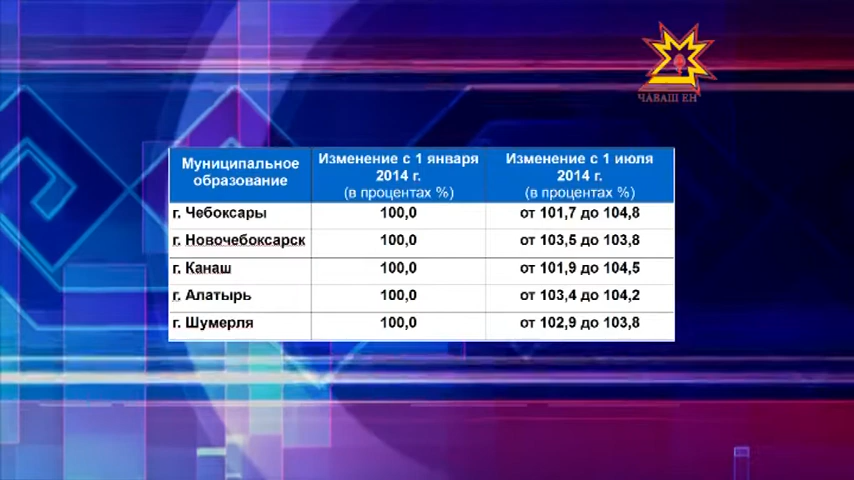 ЧĂВАШ ЕН
Муниципальное образование
Изменение с 1 января 2014 г. (в процентах %)
Изменение с 1 июля 2014 г. (в процентах %)
г. Чебоксары 100,0 от 101,7 до 104,8
г. Новочебоксарск 100,0 от 103,5 до 103,8
г. Канаш 100,0 от 101,9 до 104,5
г. Алатырь 100,0 от 103,4 до 104,2
г. Шумерля 100,0 от 102,9 до 103,8